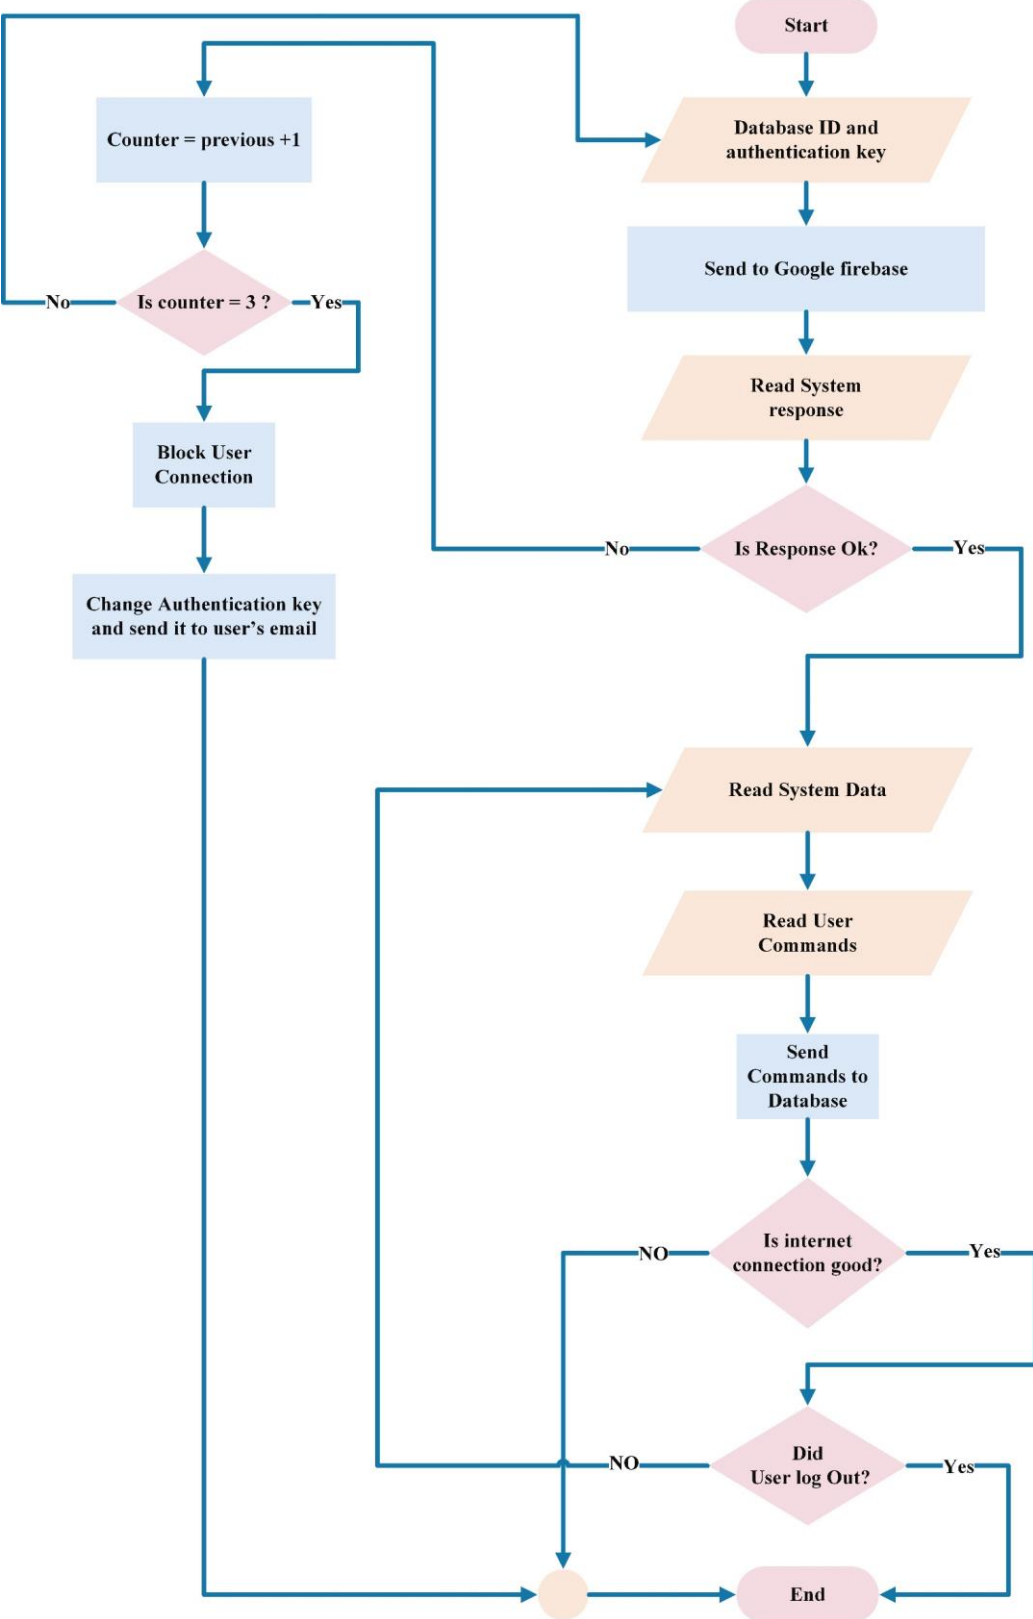 Start
Database ID and
authentication key
Send to Google firebase
Read System
response
Is Response Ok?
No
Yes
Counter = previous +1
Is counter = 3 ?
No
Yes
Block User
Connection
Change Authentication key
and send it to user’s email
Read System Data
Read User
Commands
Send
Commands to
Database
Is internet
connection good?
NO
Yes
Did
User log Out?
NO
Yes
End